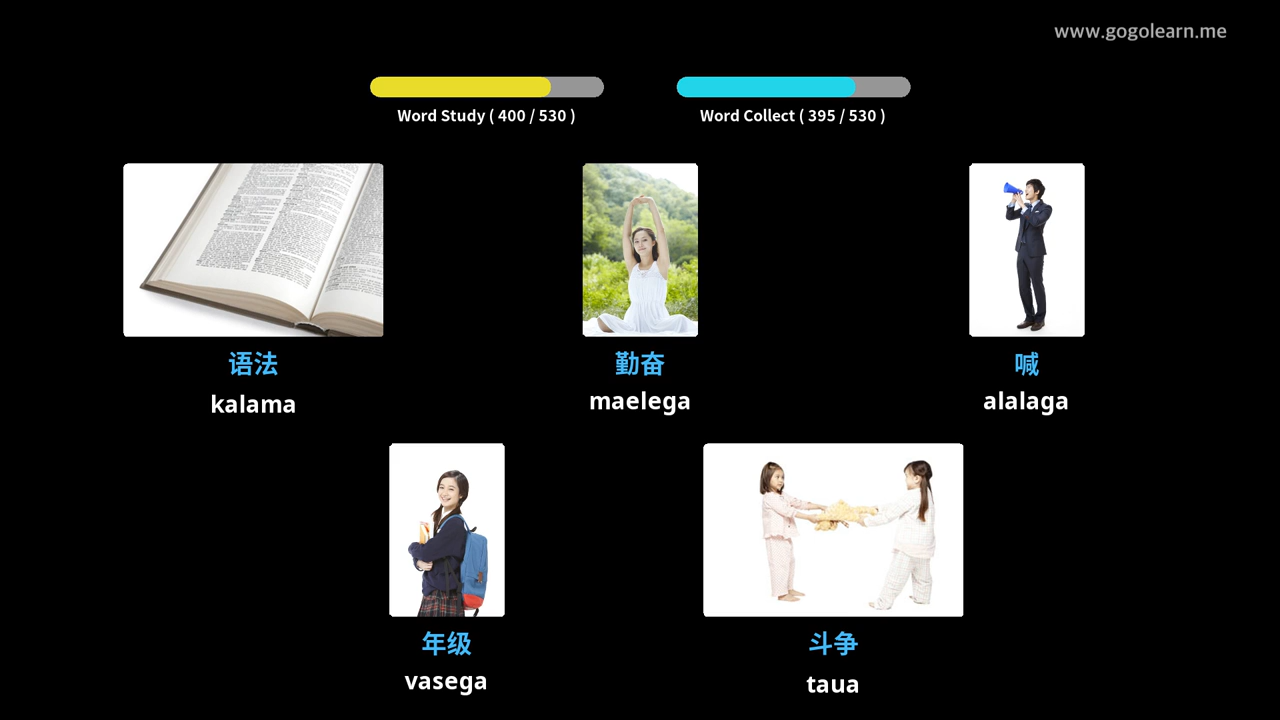 www.gogolearn.me
Word Study ( 400 / 530 )
Word Collect ( 395 / 530 )
语法
kalama
勤奋
maelega
喊
alalaga
年级
vasega
斗争
taua